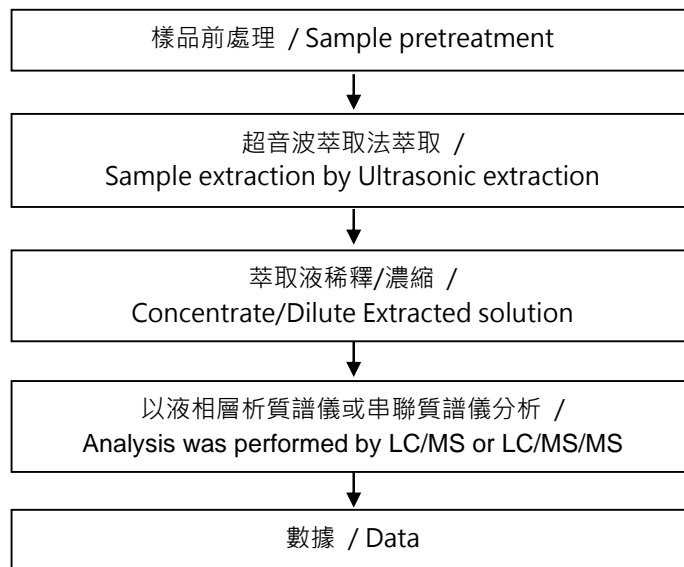 樣品前處理 / Sample pretreatment
超音波萃取法萃取 /
Sample extraction by Ultrasonic extraction
萃取液稀釋/濃縮 /
Concentrate/Dilute Extracted solution
以液相層析質譜儀或串聯質譜儀分析 /
Analysis was performed by LC/MS or LC/MS/MS
數據 / Data